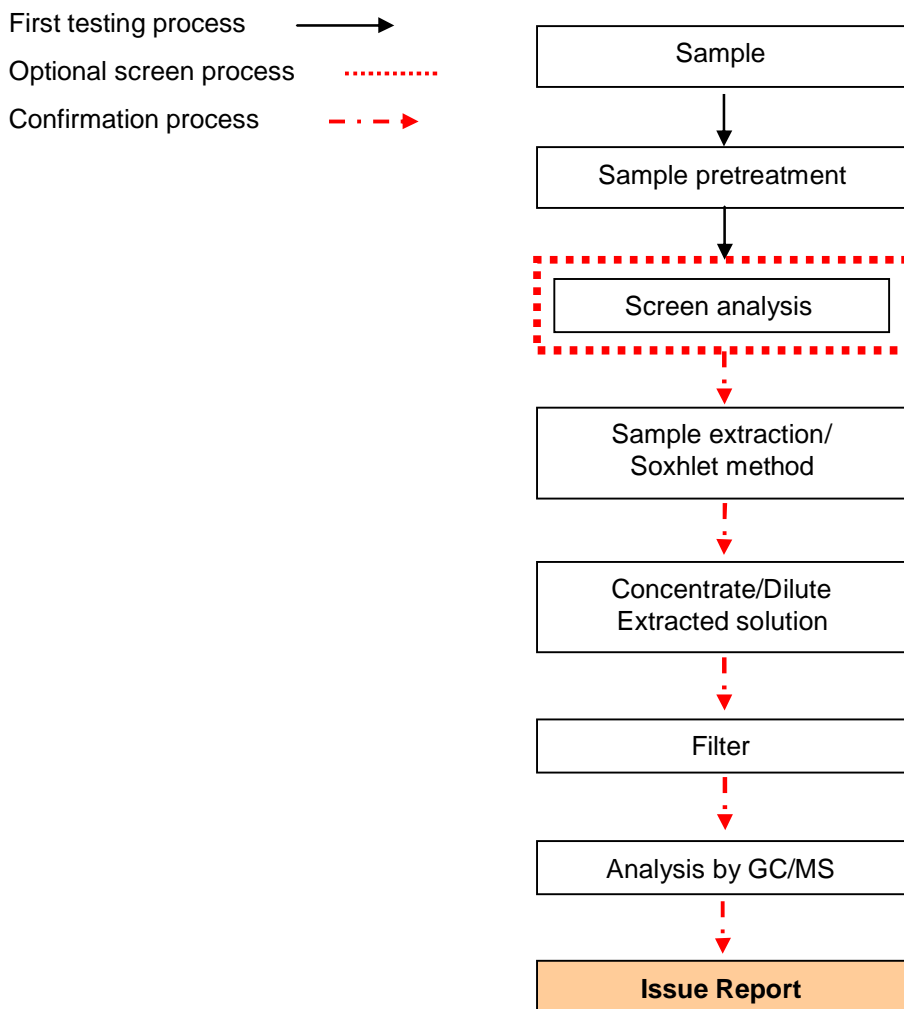 First testing process
Optional screen process
Confirmation process
Sample
Sample pretreatment
Screen analysis
Sample extraction/
Soxhlet method
Concentrate/Dilute
Extracted solution
Filter
Analysis by GC/MS
Issue Report